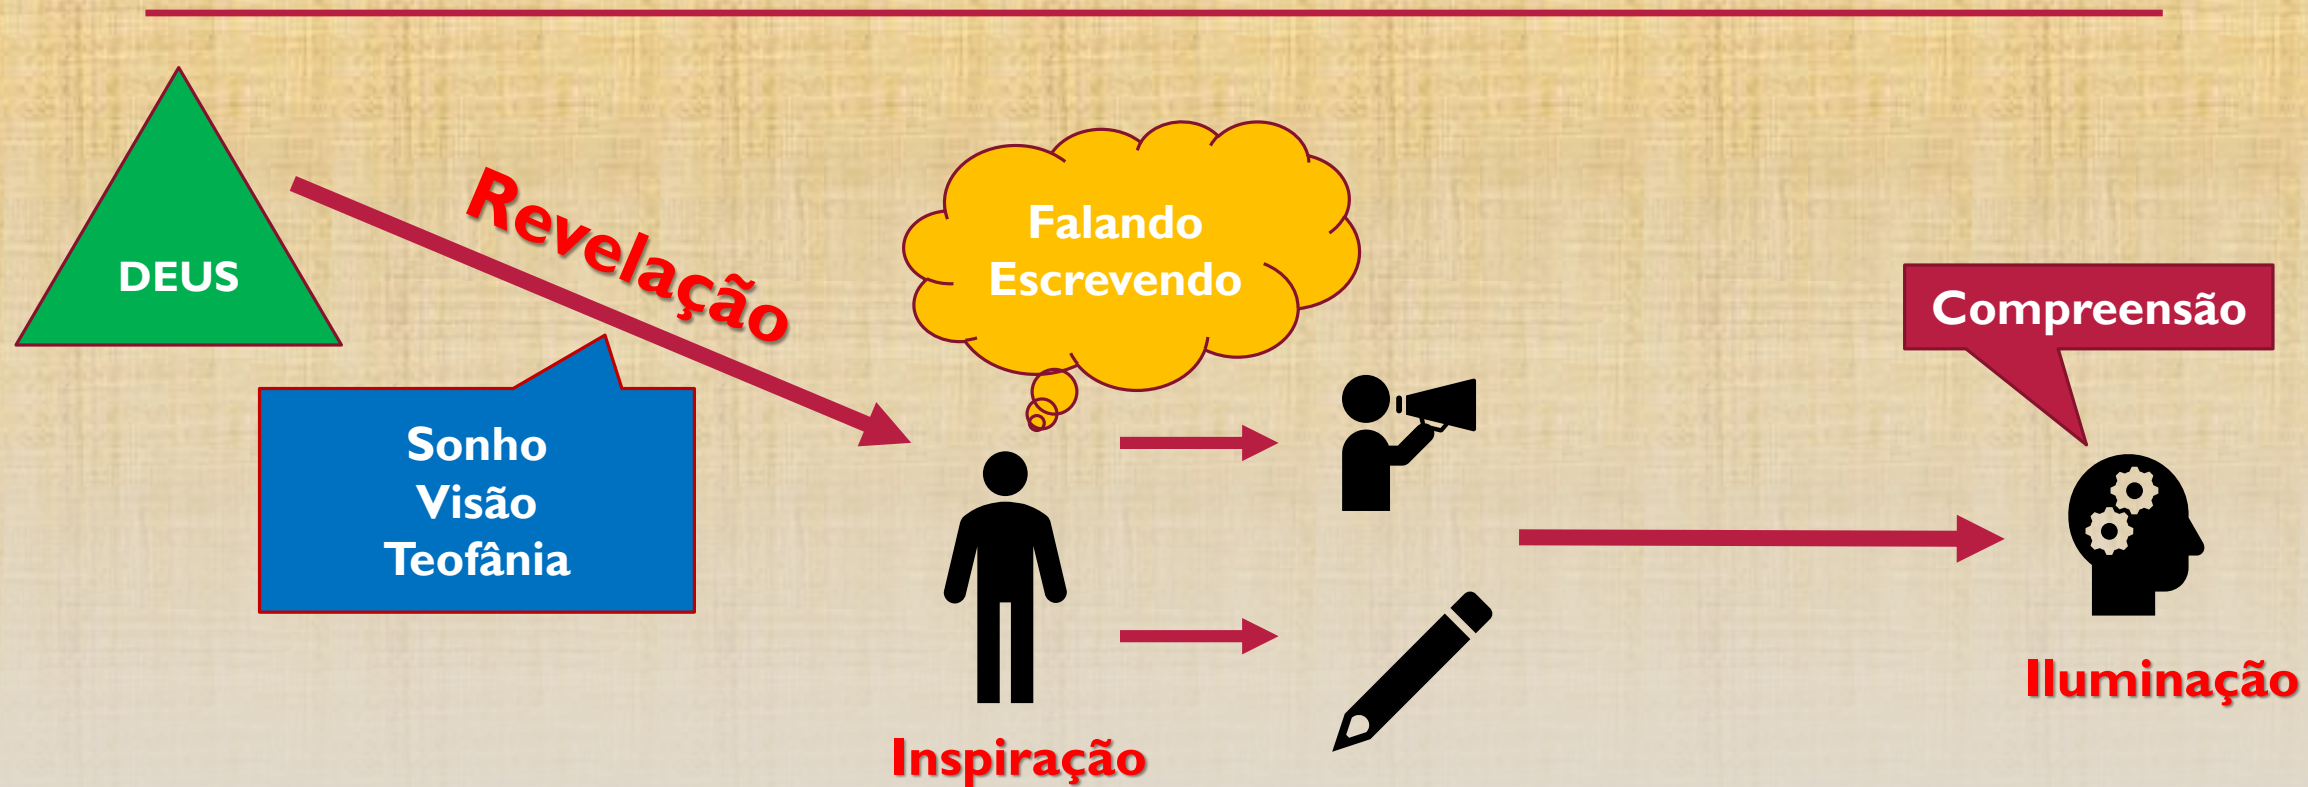 DEUS
Revelação
Sonho
Visão
Teofânia
Falando
Escrevendo
Inspiração
Compreensão
Iluminação